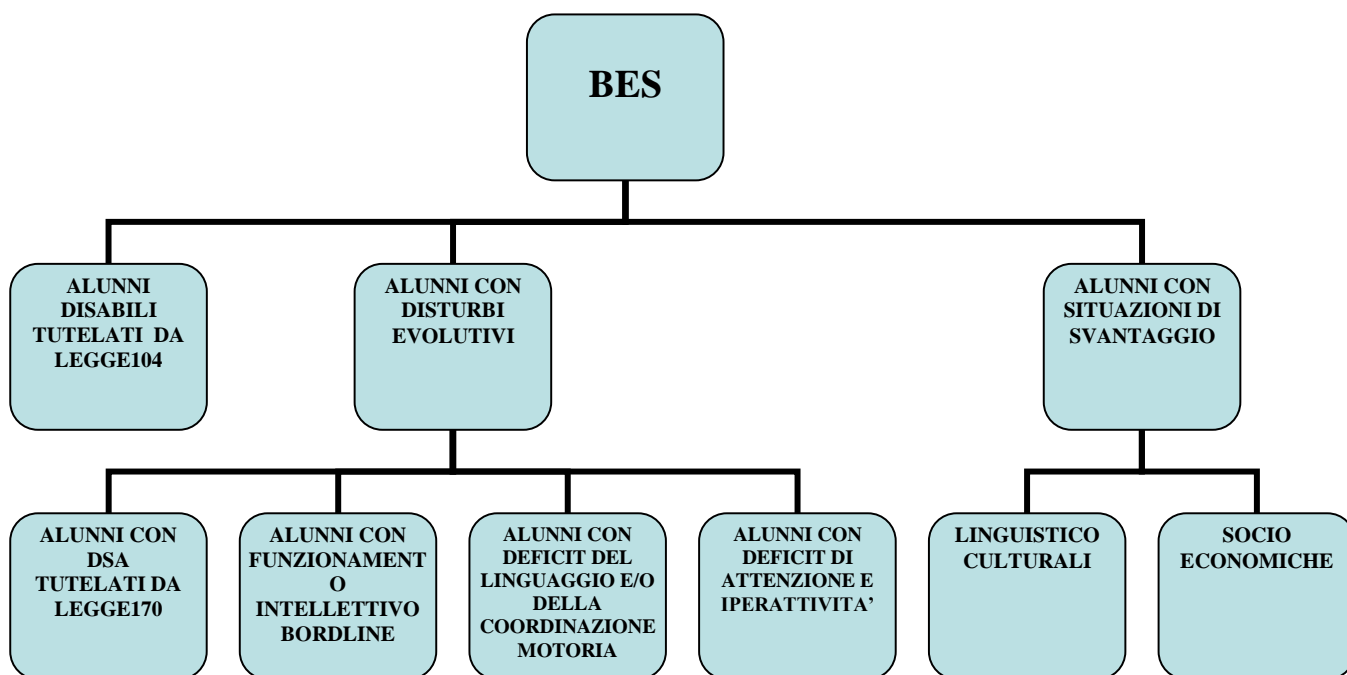 BES
ALUNNI
DISABILI
TUTELATI DA
LEGGE104
ALUNNI CON
DISTURBI
EVOLUTIVI
ALUNNI CON
SITUAZIONI DI
SVANTAGGIO
ALUNNI CON
DSA
TUTELATI DA
LEGGE170
ALUNNI CON
FUNZIONAMENT
O
INTELLETTIVO
BORDLINE
ALUNNI CON
DEFICIT DEL
LINGUAGGIO E/O
DELLA
COORDINAZIONE
MOTORIA
ALUNNI CON
DEFICIT DI
ATTENZIONE E
IPERATTIVITA’
LINGUISTICO
CULTURALI
SOCIO
ECONOMICHE